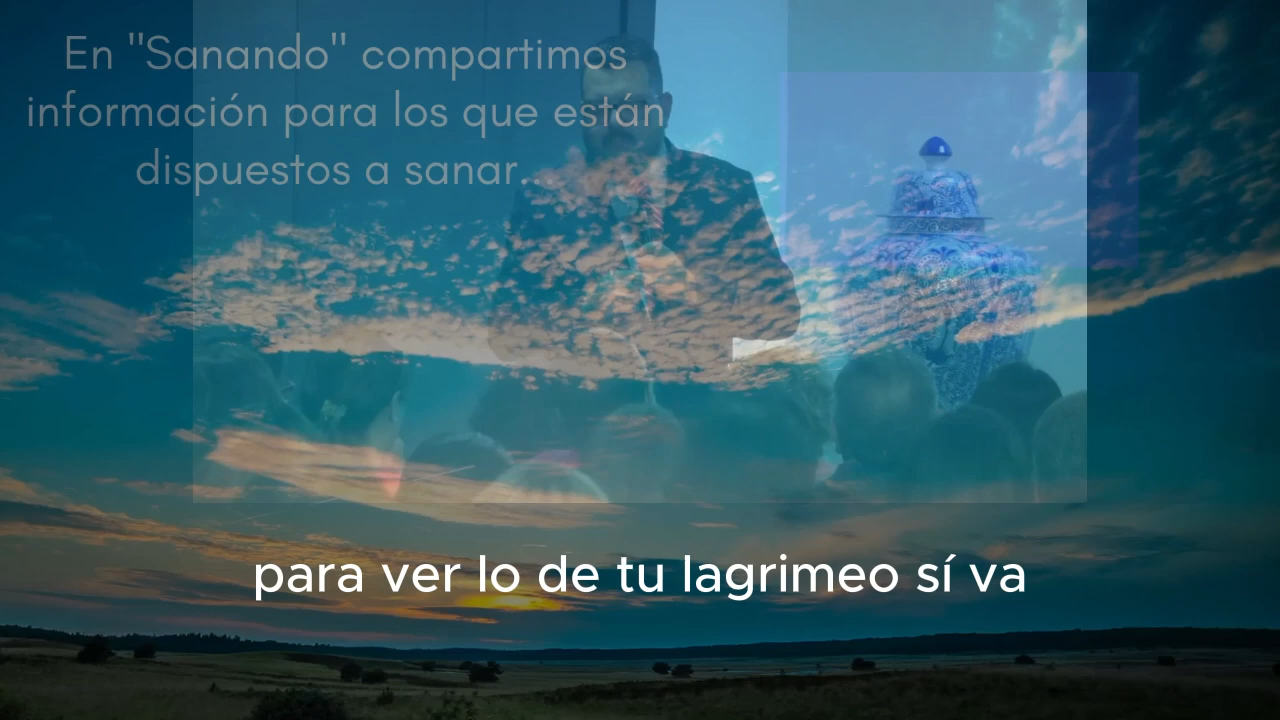 En "Sanando" compartimos
información para los que están
dispuestos a sanar.
para ver lo de tu lagrimeo sí va